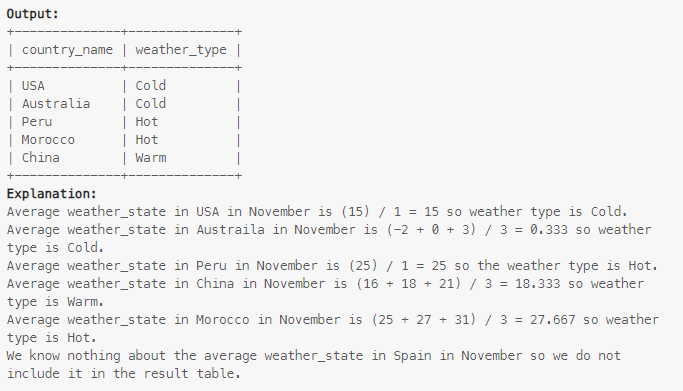 Output:
+--------------+--------------+
| country_name | weather_type |
+--------------+--------------+
| USA          | Cold         |
| Australia    | Cold         |
| Peru         | Hot          |
| Morocco      | Hot          |
| China        | Warm         |
+--------------+--------------+
Explanation:
Average weather_state in USA in November is (15) / 1 = 15 so weather type is Cold.
Average weather_state in Austraila in November is (-2 + 0 + 3) / 3 = 0.333 so weather
type is Cold.
Average weather_state in Peru in November is (25) / 1 = 25 so the weather type is Hot.
Average weather_state in China in November is (16 + 18 + 21) / 3 = 18.333 so weather
type is Warm.
Average weather_state in Morocco in November is (25 + 27 + 31) / 3 = 27.667 so weather
type is Hot.
We know nothing about the average weather_state in Spain in November so we do not
include it in the result table.